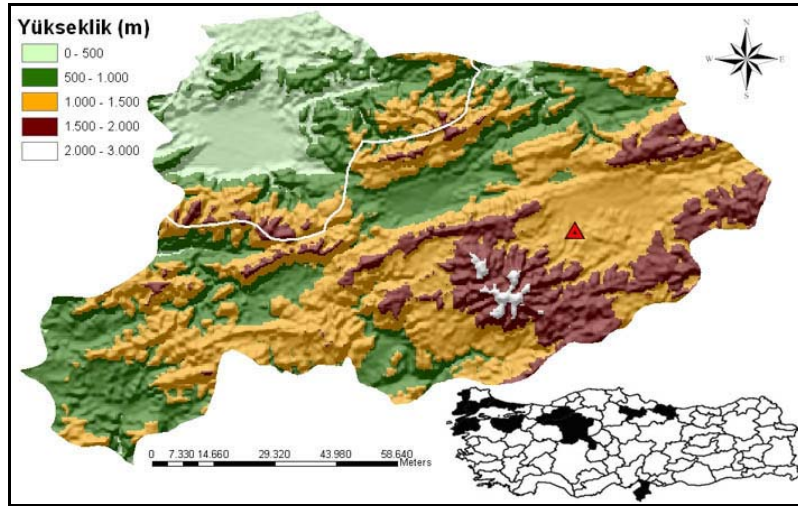 Yükseklik (m)
0 - 500
500 - 1.000
1.000 - 1.500
1.500 - 2.000
2.000 - 3.000
N
W E
S
0 7.330 14.660 29.320 43.980 58.640
Meters